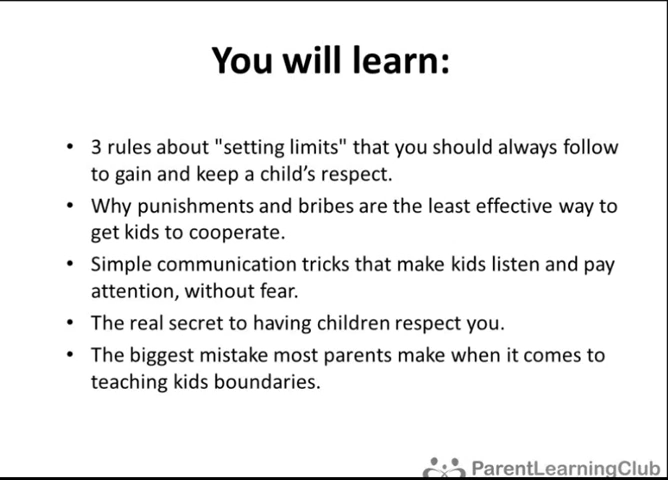 You will learn:
• 3 rules about "setting limits" that you should always follow
to gain and keep a child’s respect.
• Why punishments and bribes are the least effective way to
get kids to cooperate.
• Simple communication tricks that make kids listen and pay
attention, without fear.
• The real secret to having children respect you.
• The biggest mistake most parents make when it comes to
teaching kids boundaries.
ParentLearningClub